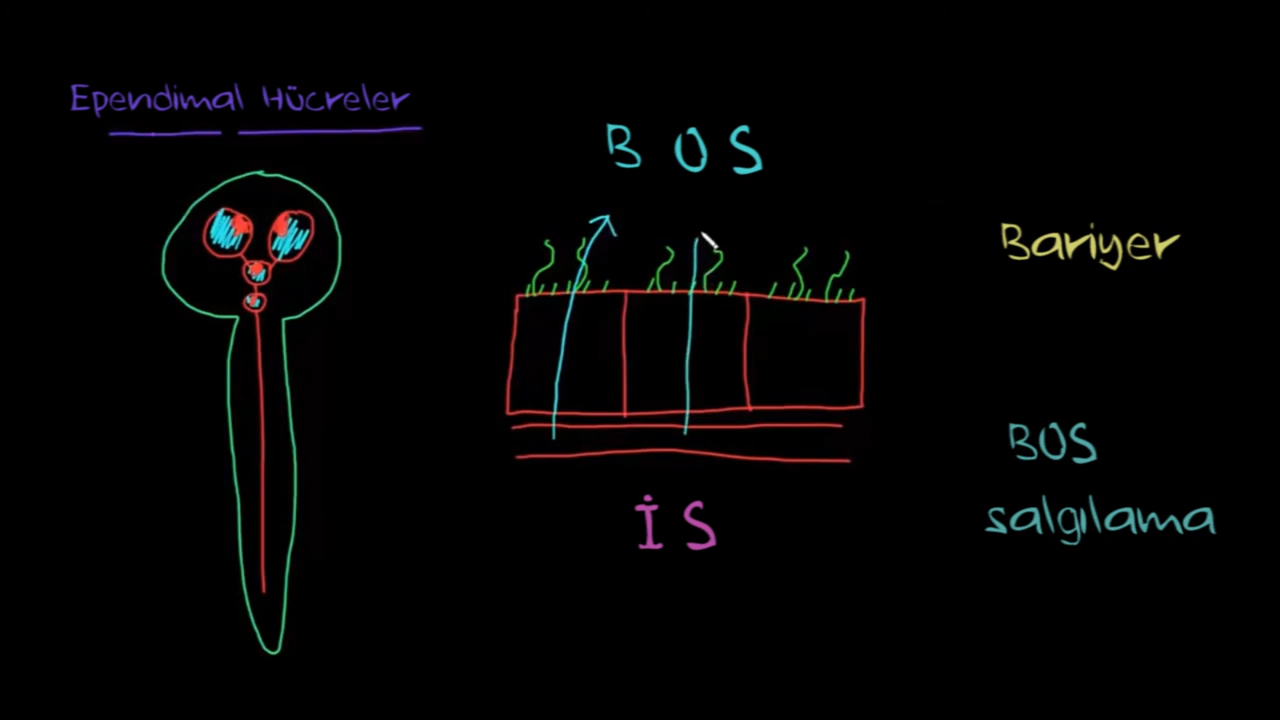 Ependimal Hücreler
BOS
Bariyer
BOS
salgılama
İS